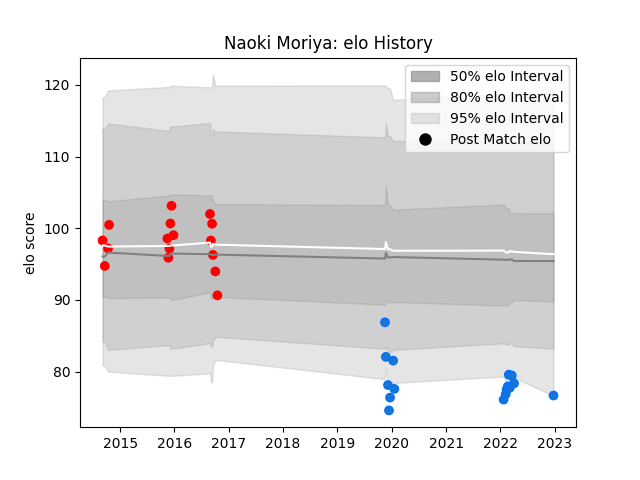 Naoki Moriya: elo History
50% elo Interval
80% elo Interval
95% elo Interval
Post Match elo
elo score
120
110
100
90
80
2015 2016 2017 2018 2019 2020 2021 2022 2023